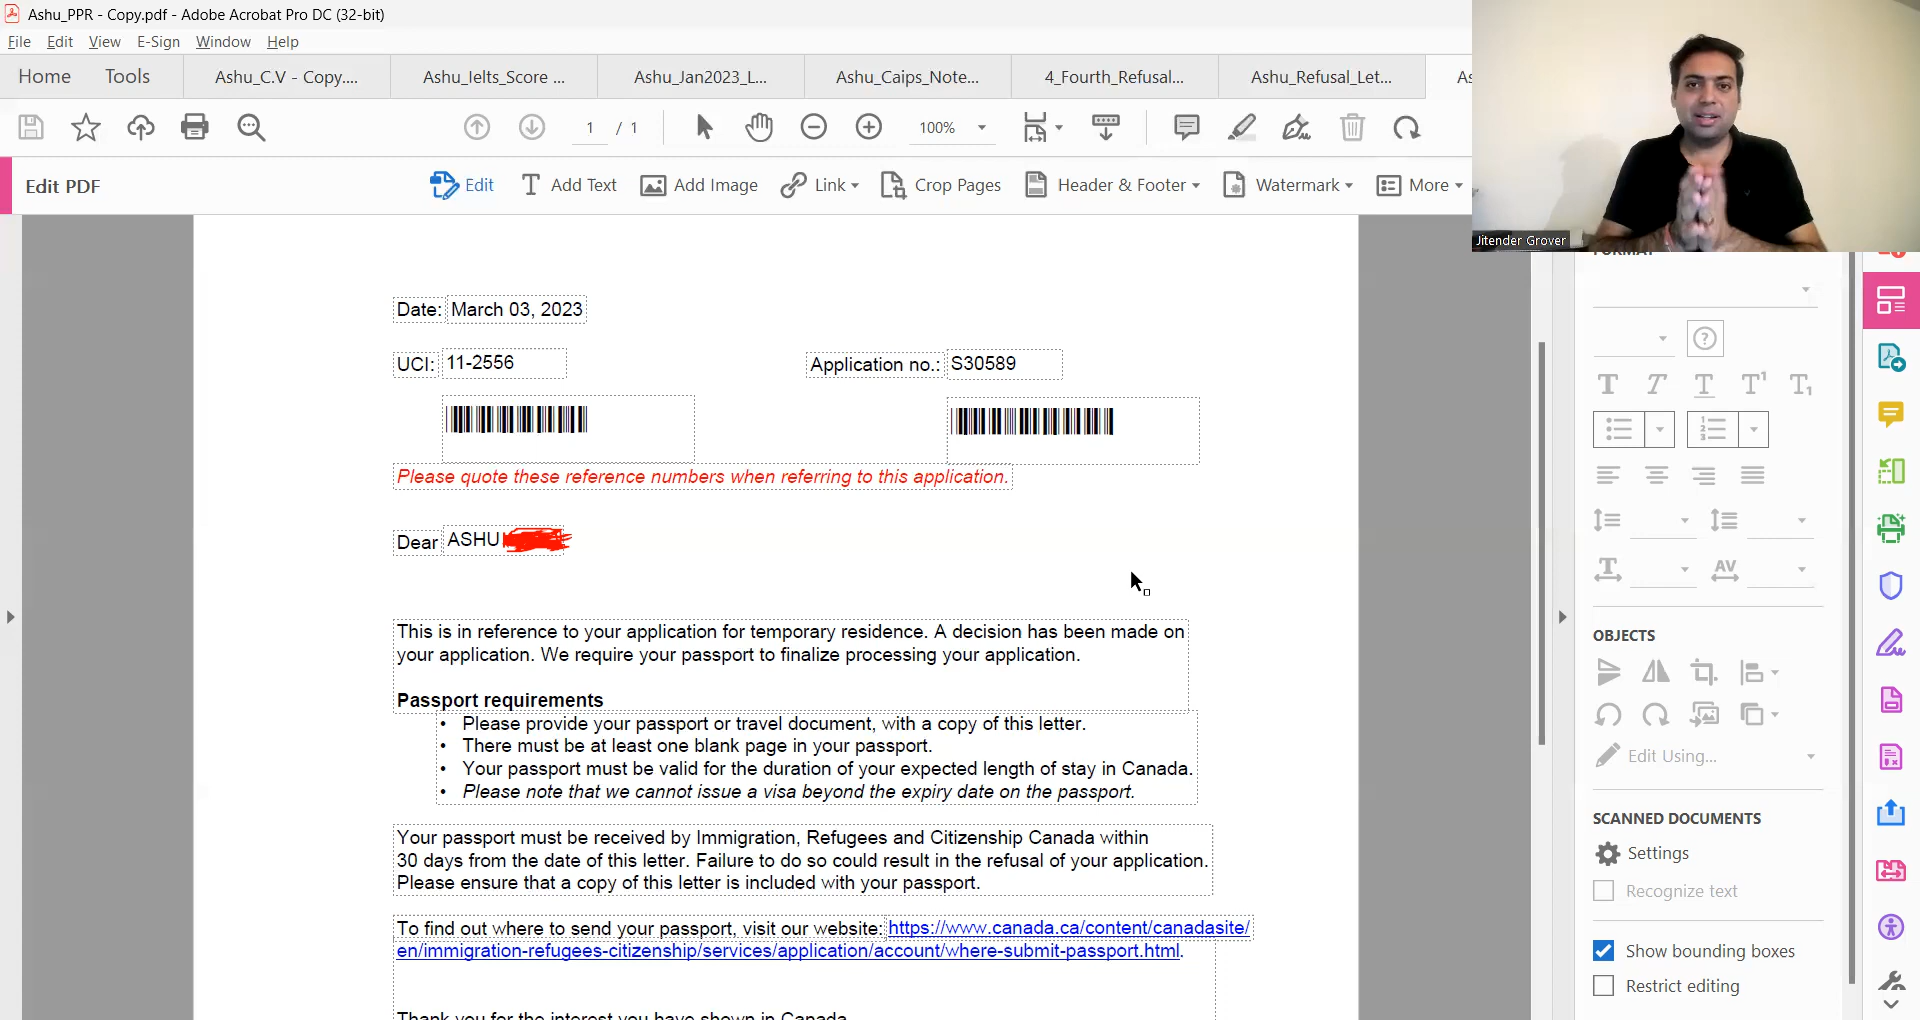 Ashu_PPR - Copy.pdf - Adobe Acrobat Pro DC (32-bit)
File Edit View E-Sign Window Help
Home Tools Ashu_C.V - Copy.... Ashu_Ielts_Score ... Ashu_Jan2023_L... Ashu_Caips_Note... 4_Fourth_Refusal... Ashu_Refusal_Let...
1 / 1 100%
Edit PDF Edit Add Text Add Image Link Crop Pages Header & Footer Watermark More
Jitender Grover
Date: March 03, 2023
UCI: 11-2556 Application no.: S30589
Please quote these reference numbers when referring to this application.
Dear ASHU
This is in reference to your application for temporary residence. A decision has been made on
your application. We require your passport to finalize processing your application.
Passport requirements
• Please provide your passport or travel document, with a copy of this letter.
• There must be at least one blank page in your passport.
• Your passport must be valid for the duration of your expected length of stay in Canada.
• Please note that we cannot issue a visa beyond the expiry date on the passport.
Your passport must be received by Immigration, Refugees and Citizenship Canada within
30 days from the date of this letter. Failure to do so could result in the refusal of your application.
Please ensure that a copy of this letter is included with your passport.
To find out where to send your passport, visit our website: https://www.canada.ca/content/canadasite/
en/immigration-refugees-citizenship/services/application/account/where-submit-passport.html.
Thank you for the interest you have shown in Canada
FORMAT
OBJECTS
Edit Using...
SCANNED DOCUMENTS
Settings
Recognize text
Show bounding boxes
Restrict editing